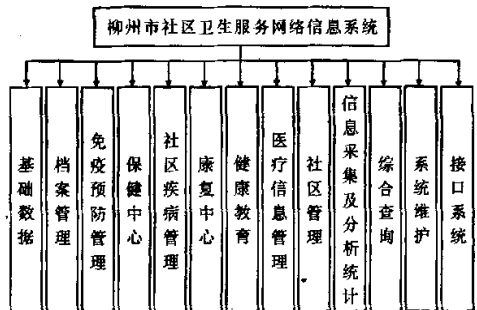 柳州市社区卫生服务网络信息系统
基础数据
档案管理
免疫预防管理
保健中心
社区疾病管理
康复中心
健康教育
医疗信息管理
社区管理
信息采集及分析统计
综合查询
系统维护
接口系统